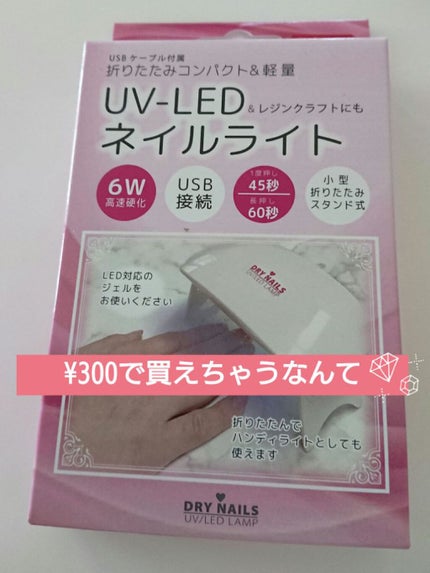 USBケーブル付属
折りたたみコンパクト&軽量
UV-LED &レジンクラフトにも
ネイルライト
6W
高速硬化
USB
接続
1度押し
45秒
長押し
60秒
小型
折りたたみ
スタンド式
LED対応の
ジェルを
お使いください
DRY NAILS
UV/LED LAMP
¥300で買えちゃうなんて
折りたたんで
ハンディライトとしても
使えます
DRY NAILS
UV/LED LAMP